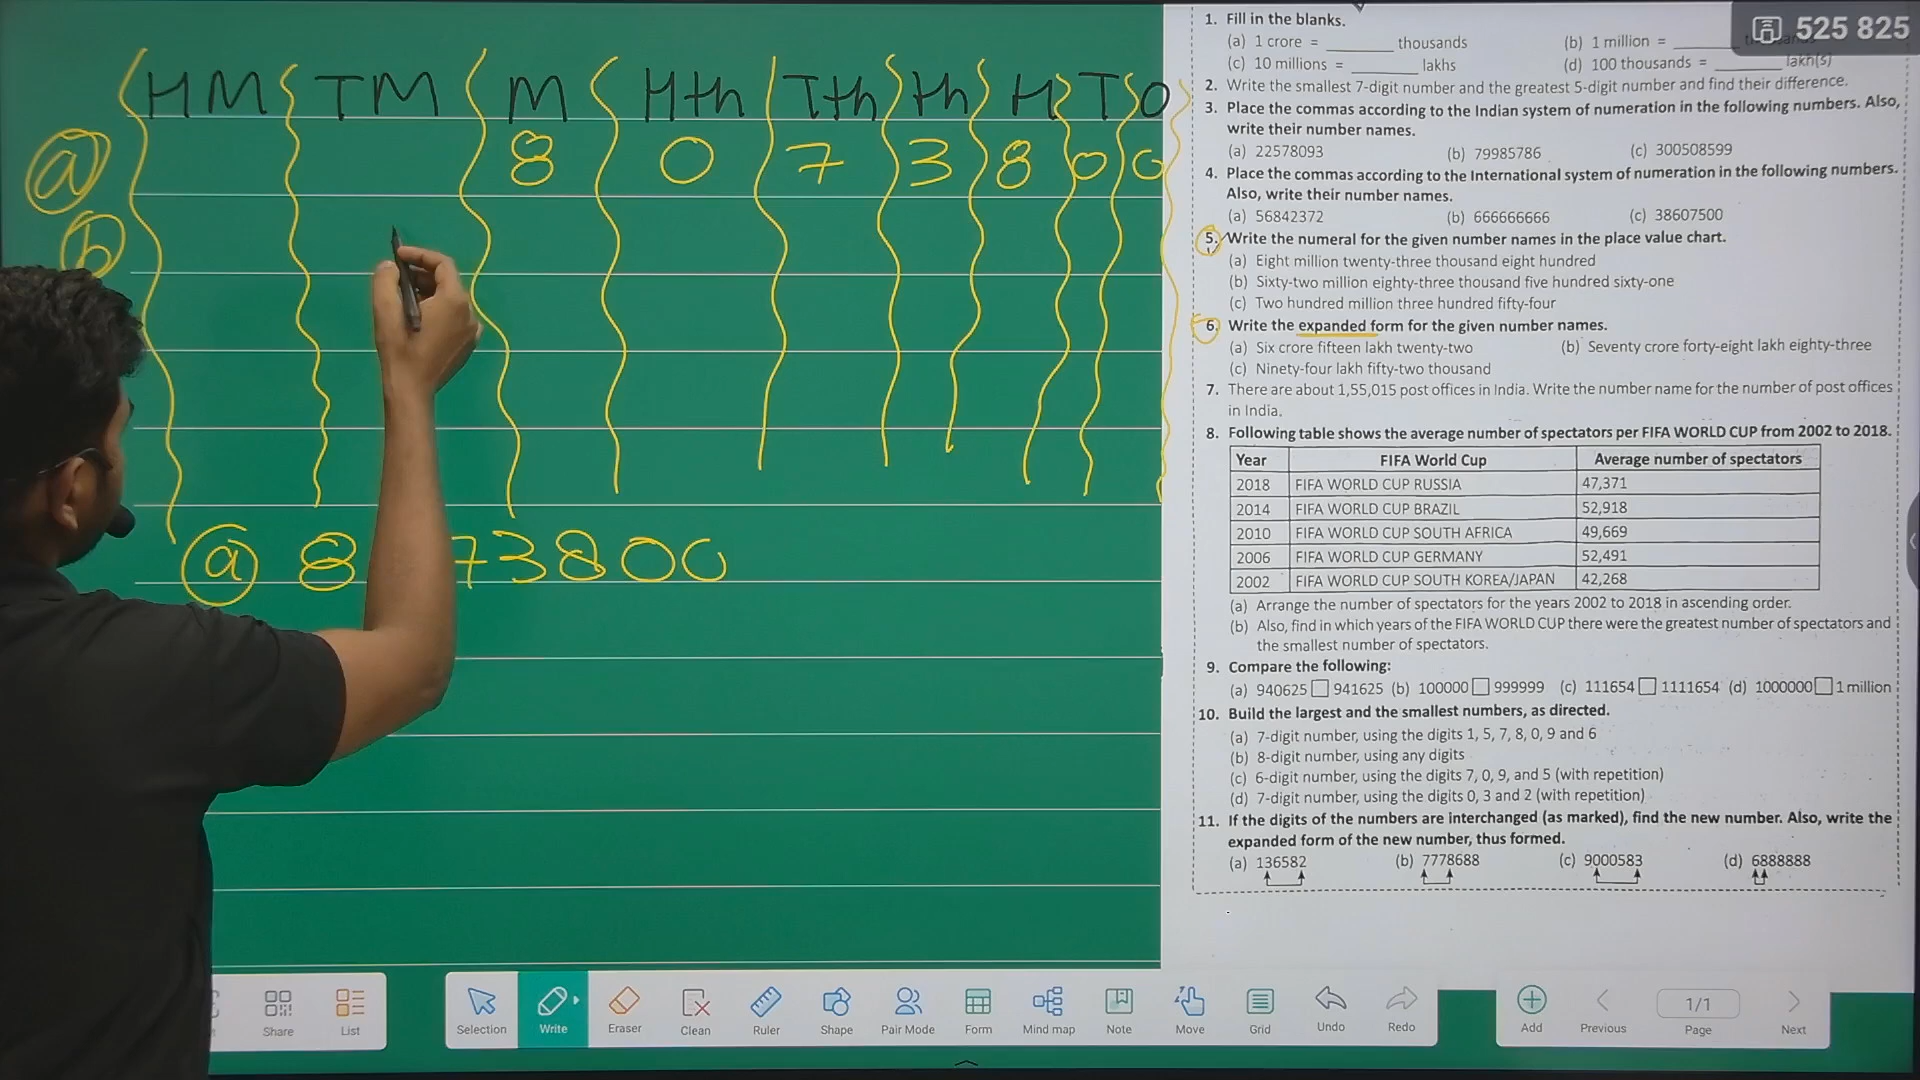 HM TM M Hth Tth th H T O
a 8 0 7 3 8 0 0
b
a 8 73800
525 825
1. Fill in the blanks.
(a) 1 crore = ________ thousands (b) 1 million = ________
(c) 10 millions = ________ lakhs (d) 100 thousands = ________ lakh(s)
2. Write the smallest 7-digit number and the greatest 5-digit number and find their difference.
3. Place the commas according to the Indian system of numeration in the following numbers. Also,
write their number names.
(a) 22578093 (b) 79985786 (c) 300508599
4. Place the commas according to the International system of numeration in the following numbers.
Also, write their number names.
(a) 56842372 (b) 666666666 (c) 38607500
5. Write the numeral for the given number names in the place value chart.
(a) Eight million twenty-three thousand eight hundred
(b) Sixty-two million eighty-three thousand five hundred sixty-one
(c) Two hundred million three hundred fifty-four
6. Write the expanded form for the given number names.
(a) Six crore fifteen lakh twenty-two (b) Seventy crore forty-eight lakh eighty-three
(c) Ninety-four lakh fifty-two thousand
7. There are about 1,55,015 post offices in India. Write the number name for the number of post offices
in India.
8. Following table shows the average number of spectators per FIFA WORLD CUP from 2002 to 2018.
Year FIFA World Cup Average number of spectators
2018 FIFA WORLD CUP RUSSIA 47,371
2014 FIFA WORLD CUP BRAZIL 52,918
2010 FIFA WORLD CUP SOUTH AFRICA 49,669
2006 FIFA WORLD CUP GERMANY 52,491
2002 FIFA WORLD CUP SOUTH KOREA/JAPAN 42,268
(a) Arrange the number of spectators for the years 2002 to 2018 in ascending order.
(b) Also, find in which years of the FIFA WORLD CUP there were the greatest number of spectators and
the smallest number of spectators.
9. Compare the following:
(a) 940625 □ 941625 (b) 100000 □ 999999 (c) 111654 □ 1111654 (d) 1000000 □ 1 million
10. Build the largest and the smallest numbers, as directed.
(a) 7-digit number, using the digits 1, 5, 7, 8, 0, 9 and 6
(b) 8-digit number, using any digits
(c) 6-digit number, using the digits 7, 0, 9, and 5 (with repetition)
(d) 7-digit number, using the digits 0, 3 and 2 (with repetition)
11. If the digits of the numbers are interchanged (as marked), find the new number. Also, write the
expanded form of the new number, thus formed.
(a) 136582 (b) 7778688 (c) 9000583 (d) 6888888
Share List Selection Write Eraser Clean Ruler Shape Pair Mode Form Mind map Note Move Grid Undo Redo Add Previous 1/1 Page Next